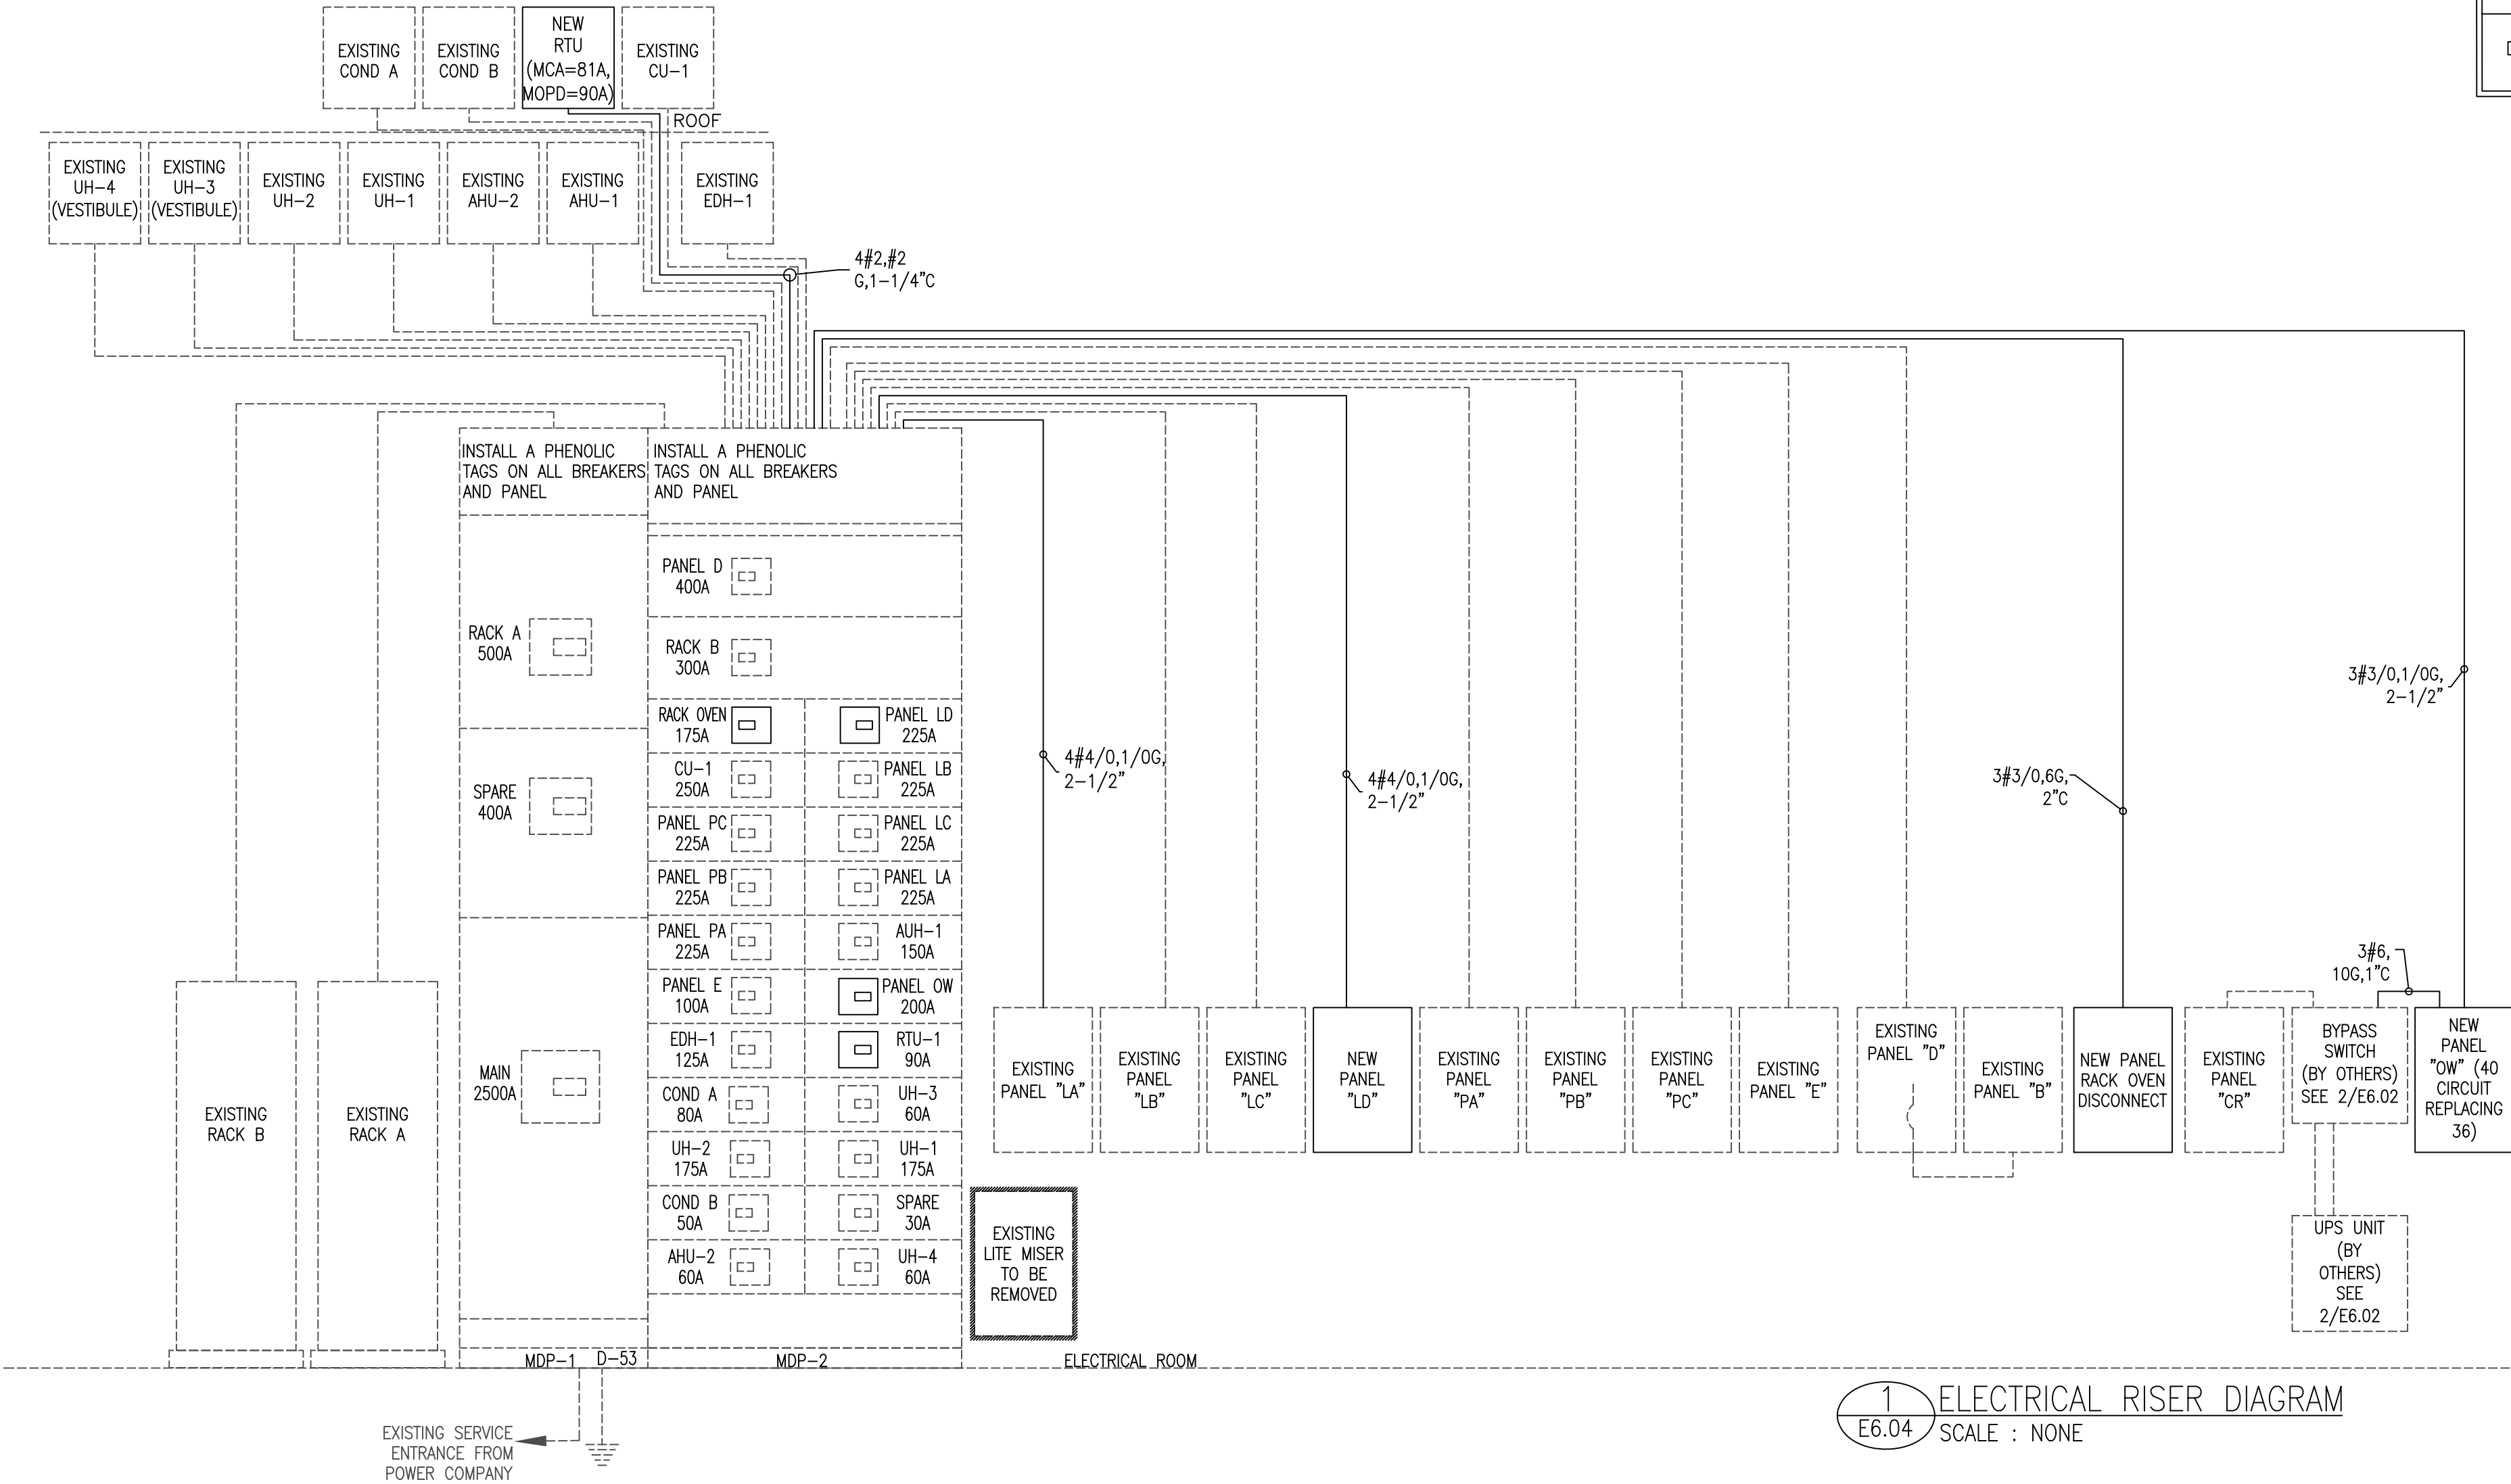 EXISTING
COND A
EXISTING
COND B
NEW
RTU
(MCA=81A,
MOPD=90A)
EXISTING
CU-1
ROOF
EXISTING
UH-4
(VESTIBULE)
EXISTING
UH-3
(VESTIBULE)
EXISTING
UH-2
EXISTING
UH-1
EXISTING
AHU-2
EXISTING
AHU-1
EXISTING
EDH-1
4#2,#2
G,1-1/4"C
INSTALL A PHENOLIC
TAGS ON ALL BREAKERS
AND PANEL
INSTALL A PHENOLIC
TAGS ON ALL BREAKERS
AND PANEL
RACK A
500A
SPARE
400A
MAIN
2500A
PANEL D
400A
RACK B
300A
RACK OVEN
175A
PANEL LD
225A
CU-1
250A
PANEL LB
225A
PANEL PC
225A
PANEL LC
225A
PANEL PB
225A
PANEL LA
225A
PANEL PA
225A
AUH-1
150A
PANEL E
100A
PANEL OW
200A
EDH-1
125A
RTU-1
90A
COND A
80A
UH-3
60A
UH-2
175A
UH-1
175A
COND B
50A
SPARE
30A
AHU-2
60A
UH-4
60A
4#4/0,1/0G,
2-1/2"
4#4/0,1/0G,
2-1/2"
3#3/0,6G,
2"C
3#3/0,1/0G,
2-1/2"
3#6,
10G,1"C
EXISTING
RACK B
EXISTING
RACK A
EXISTING
PANEL "LA"
EXISTING
PANEL
"LB"
EXISTING
PANEL
"LC"
NEW
PANEL
"LD"
EXISTING
PANEL
"PA"
EXISTING
PANEL
"PB"
EXISTING
PANEL
"PC"
EXISTING
PANEL "E"
EXISTING
PANEL "D"
EXISTING
PANEL "B"
NEW PANEL
RACK OVEN
DISCONNECT
EXISTING
PANEL
"CR"
BYPASS
SWITCH
(BY OTHERS)
SEE 2/E6.02
NEW
PANEL
"OW" (40
CIRCUIT
REPLACING
36)
EXISTING
LITE MISER
TO BE
REMOVED
UPS UNIT
(BY
OTHERS)
SEE
2/E6.02
MDP-1
D-53
MDP-2
ELECTRICAL ROOM
EXISTING SERVICE
ENTRANCE FROM
POWER COMPANY
1
E6.04
ELECTRICAL RISER DIAGRAM
SCALE : NONE